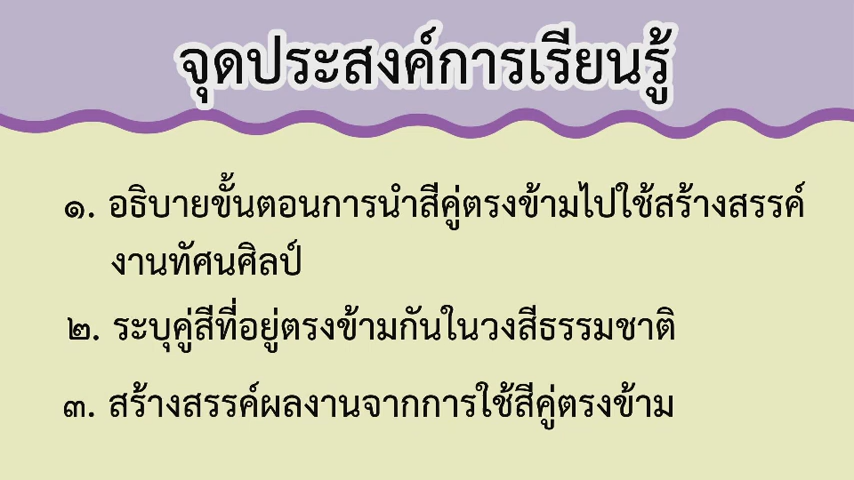 จุดประสงค์การเรียนรู้
๑. อธิบายขั้นตอนการนำสีคู่ตรงข้ามไปใช้สร้างสรรค์
งานทัศนศิลป์
๒. ระบุคู่สีที่อยู่ตรงข้ามกันในวงสีธรรมชาติ
๓. สร้างสรรค์ผลงานจากการใช้สีคู่ตรงข้าม